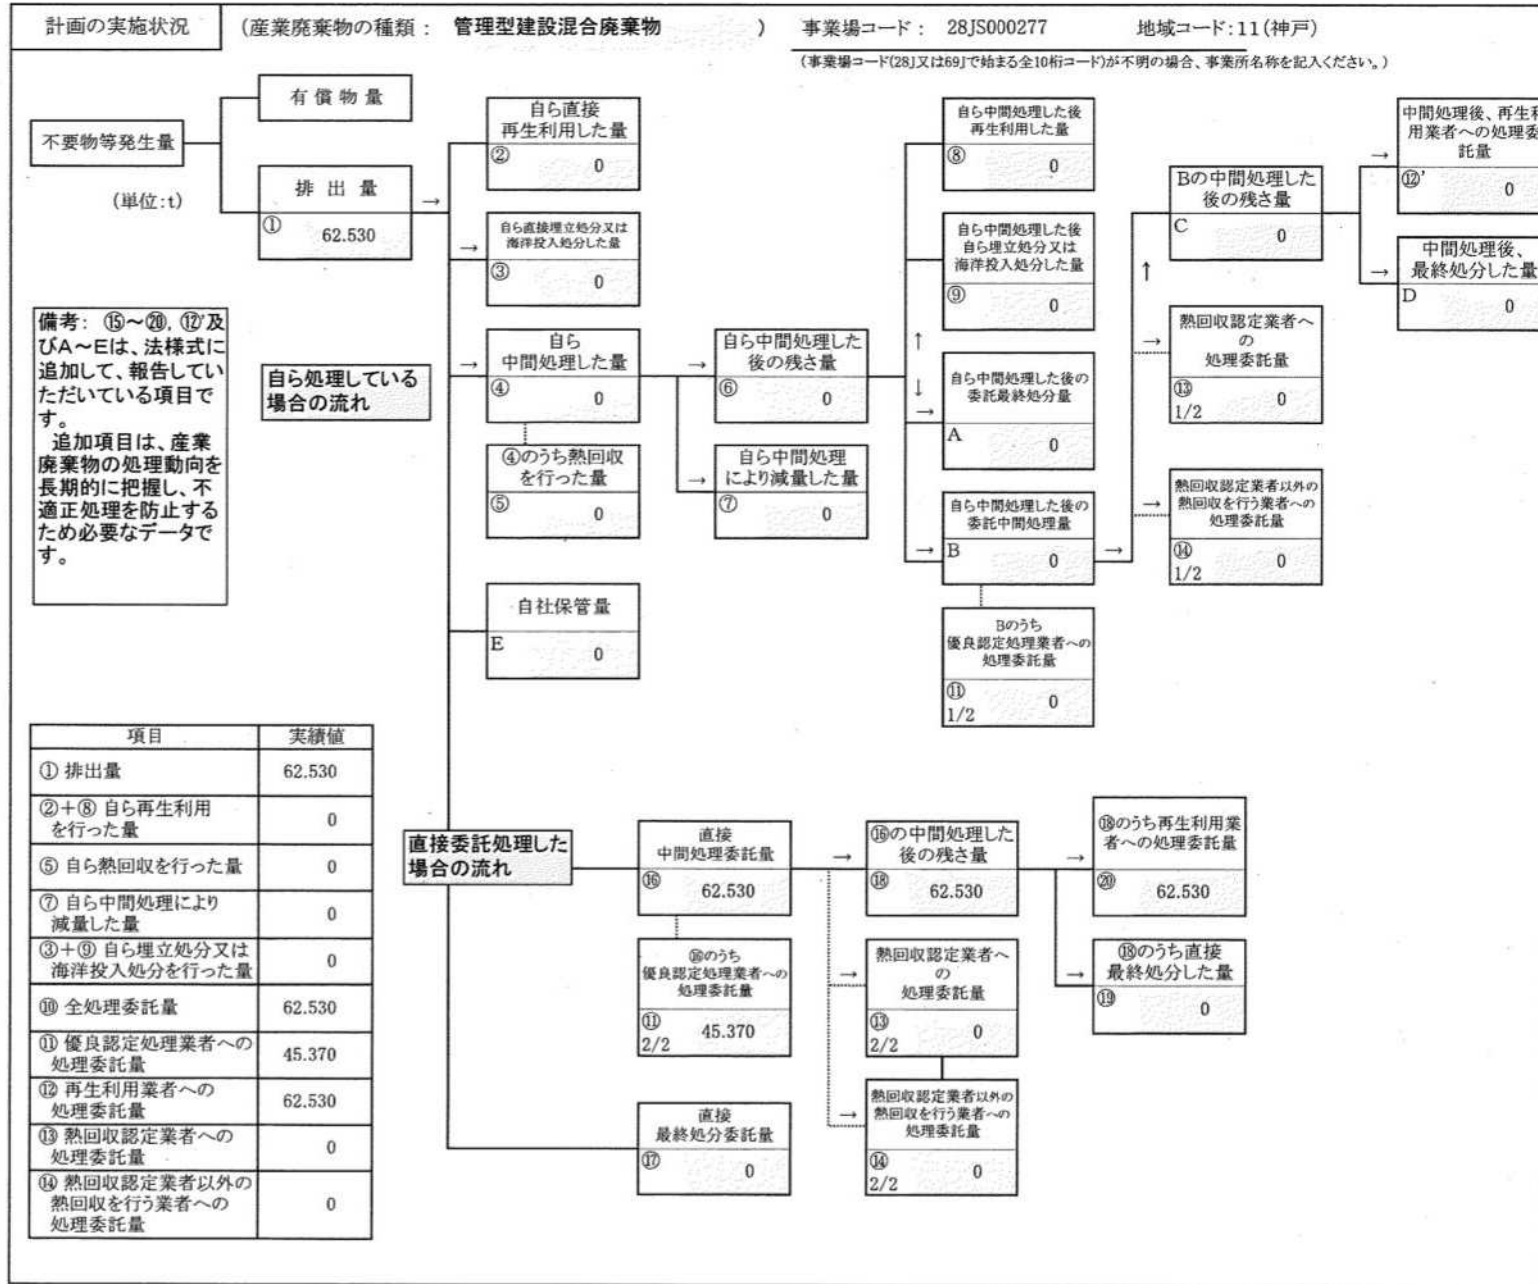 計画の実施状況
(産業廃棄物の種類： 管理型建設混合廃棄物 )
事業場コード： 28JS000277
地域コード：11(神戸)
(事業場コード(28J又は69Jで始まる全10桁コード)が不明の場合、事業所名称を記入ください。)
不要物等発生量
(単位:t)
有償物量
排出量
① 62.530
自ら直接
再生利用した量
② 0
自ら直接埋立処分又は
海洋投入処分した量
③ 0
自ら
中間処理した量
④ 0
④のうち熱回収
を行った量
⑤ 0
自社保管量
E 0
自ら中間処理した
後の残さ量
⑥ 0
自ら中間処理
により減量した量
⑦ 0
自ら中間処理した後
再生利用した量
⑧ 0
自ら中間処理した後
自ら埋立処分又は
海洋投入処分した量
⑨ 0
自ら中間処理した後の
委託最終処分量
A 0
自ら中間処理した後の
委託中間処理量
B 0
Bのうち
優良認定処理業者への
処理委託量
⑪
1/2 0
Bの中間処理した
後の残さ量
C 0
熱回収認定業者へ
の
処理委託量
⑬
1/2 0
熱回収認定業者以外の
熱回収を行う業者への
処理委託量
⑭
1/2 0
中間処理後、再生利
用業者への処理委
託量
⑫' 0
中間処理後、
最終処分した量
D 0
備考： ⑮～⑳, ⑫'及
びA～Eは、法様式に
追加して、報告してい
ただいている項目で
す。
追加項目は、産業
廃棄物の処理動向を
長期的に把握し、不
適正処理を防止する
ため必要なデータで
す。
自ら処理している
場合の流れ
項目 実績値
① 排出量 62.530
②+⑧ 自ら再生利用
を行った量 0
⑤ 自ら熱回収を行った量 0
⑦ 自ら中間処理により
減量した量 0
③+⑨ 自ら埋立処分又は
海洋投入処分を行った量 0
⑩ 全処理委託量 62.530
⑪ 優良認定処理業者への
処理委託量 45.370
⑫ 再生利用業者への
処理委託量 62.530
⑬ 熱回収認定業者への
処理委託量 0
⑭ 熱回収認定業者以外の
熱回収を行う業者への
処理委託量 0
直接委託処理した
場合の流れ
直接
中間処理委託量
⑯ 62.530
⑯のうち
優良認定処理業者への
処理委託量
⑪
2/2 45.370
直接
最終処分委託量
⑰ 0
⑯の中間処理した
後の残さ量
⑱ 62.530
熱回収認定業者へ
の
処理委託量
⑬
2/2 0
熱回収認定業者以外の
熱回収を行う業者への
処理委託量
⑭
2/2 0
⑱のうち再生利用業
者への処理委託量
⑳ 62.530
⑱のうち直接
最終処分した量
⑲ 0